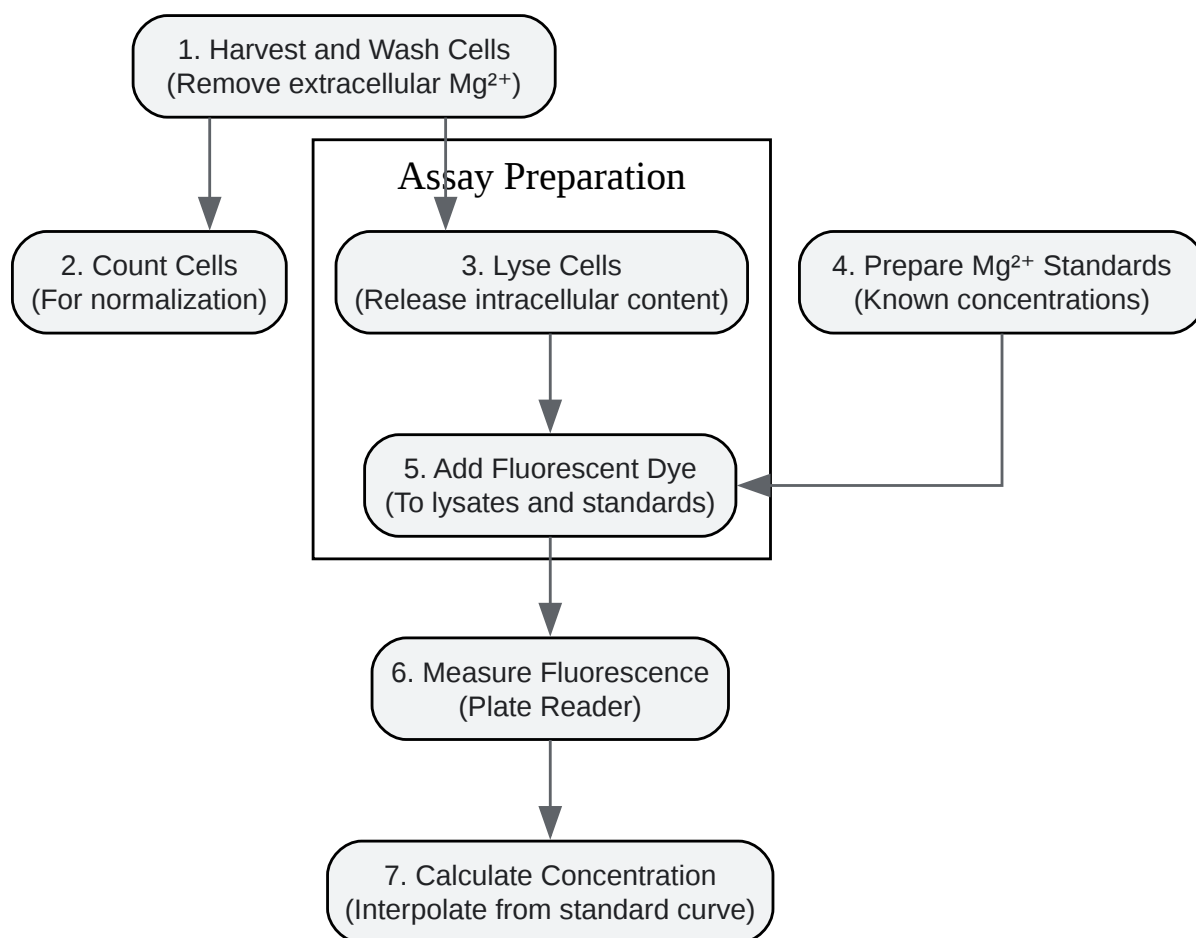 1. Harvest and Wash Cells
(Remove extracellular Mg²⁺)
Assay Preparation
2. Count Cells
(For normalization)
3. Lyse Cells
(Release intracellular content)
4. Prepare Mg²⁺ Standards
(Known concentrations)
5. Add Fluorescent Dye
(To lysates and standards)
6. Measure Fluorescence
(Plate Reader)
7. Calculate Concentration
(Interpolate from standard curve)